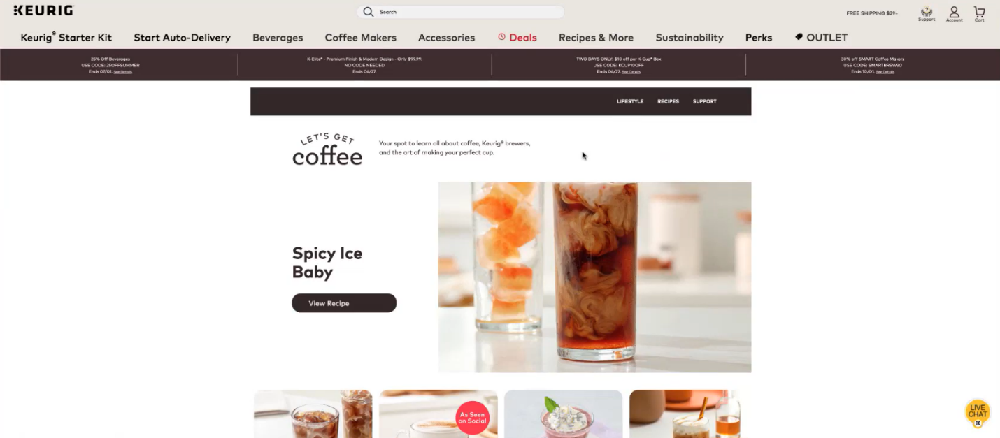 KEURIG
Search
FREE SHIPPING $29+
Support
Account
Cart
Keurig® Starter Kit
Start Auto-Delivery
Beverages
Coffee Makers
Accessories
Deals
Recipes & More
Sustainability
Perks
OUTLET
25% Off Beverages
USE CODE: 25OFFSUMMER
Ends 07/01. See Details
K-Elite® - Premium Finish & Modern Design - Only $99.99.
NO CODE NEEDED
Ends 06/27.
TWO DAYS ONLY: $10 off per K-Cup® Box
USE CODE: KCUP10OFF
Ends 06/27. See Details
30% off SMART Coffee Makers
USE CODE: SMARTBREW30
Ends 10/01. See Details
LIFESTYLE
RECIPES
SUPPORT
LET'S GET
coffee
Your spot to learn all about coffee, Keurig® brewers,
and the art of making your perfect cup.
Spicy Ice
Baby
View Recipe
As Seen
on Social
LIVE
CHAT